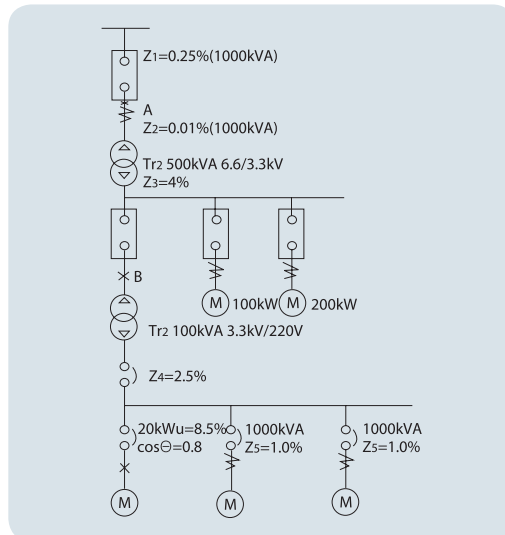 Z1=0.25%(1000kVA)
A
Z2=0.01%(1000kVA)
Tr2 500kVA 6.6/3.3kV
Z3=4%
B
M 100kW M 200kW
Tr2 100kVA 3.3kV/220V
Z4=2.5%
20kWu=8.5% 1000kVA 1000kVA
cosΘ=0.8 Z5=1.0% Z5=1.0%
M M M